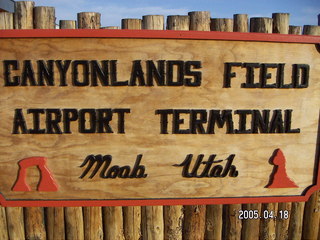 CANYONLANDS FIELD
AIRPORT TERMINAL
Moab Utah
2005.04.18